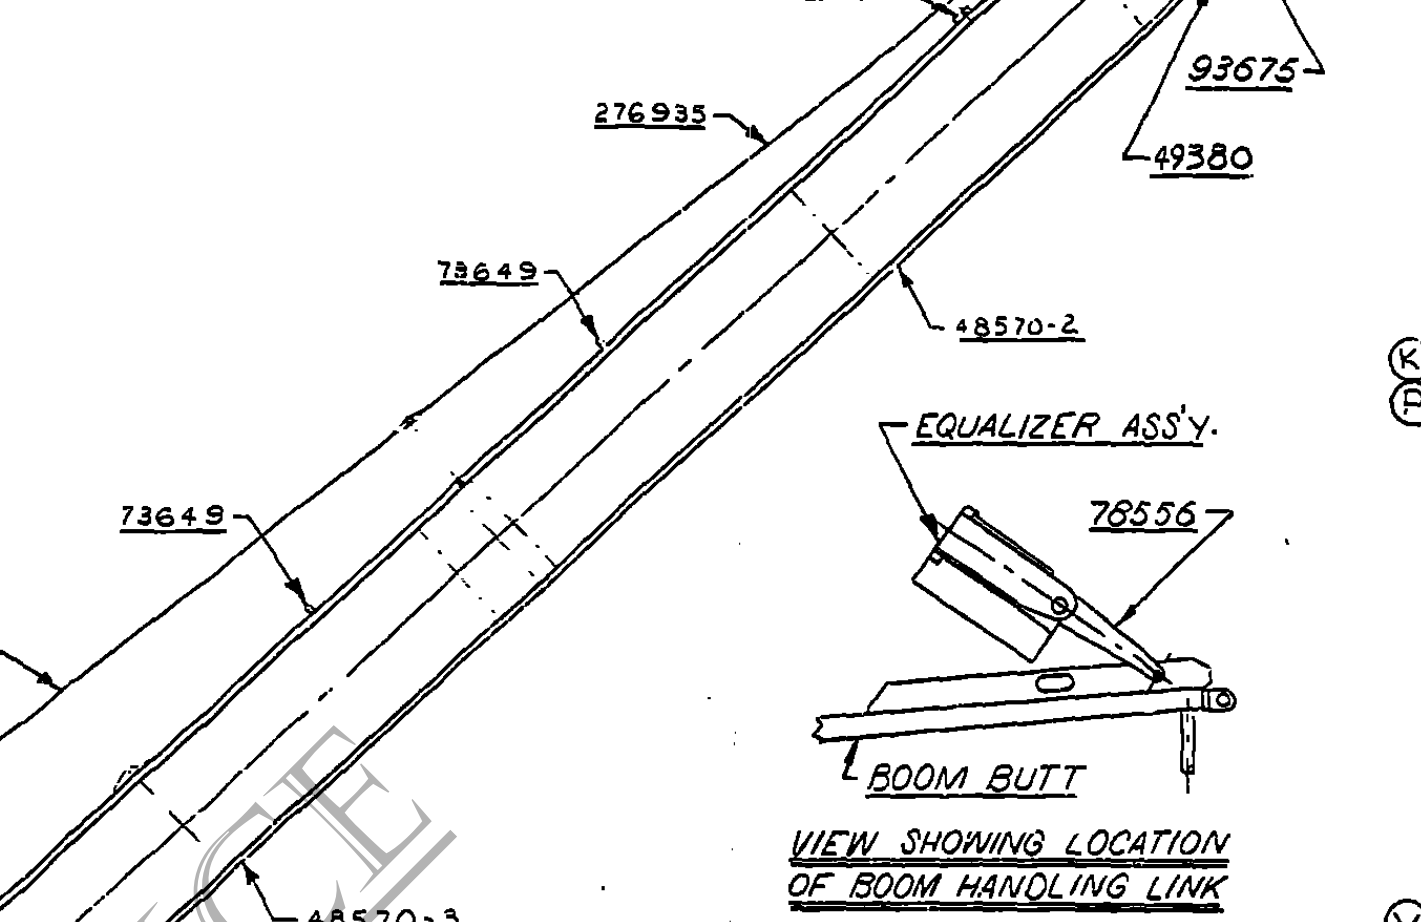 93675
276935
49380
73649
48570-2
K
EQUALIZER ASS'Y.
73649
78556
BOOM BUTT
VIEW SHOWING LOCATION
OF BOOM HANDLING LINK
48570-3
CE